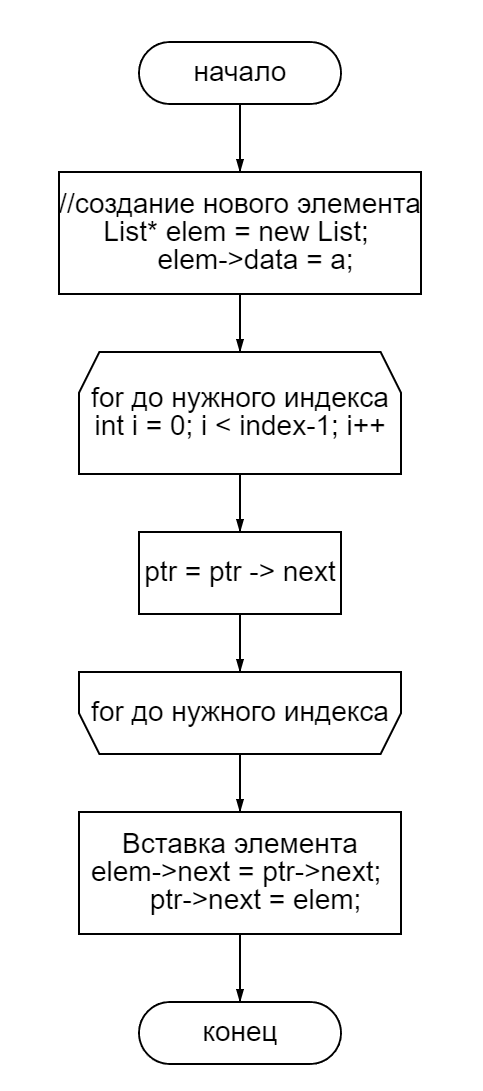 начало
//создание нового элемента
List* elem = new List;
elem->data = a;
for до нужного индекса
int i = 0; i < index-1; i++
ptr = ptr -> next
for до нужного индекса
Вставка элемента
elem->next = ptr->next;
ptr->next = elem;
конец